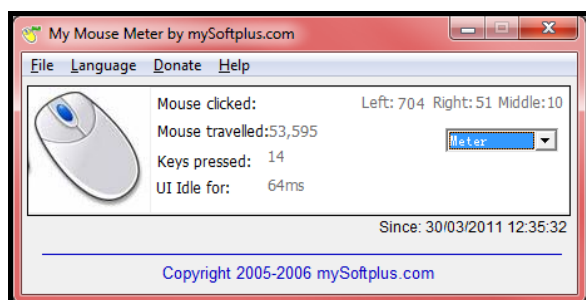 My Mouse Meter by mySoftplus.com
File Language Donate Help
Mouse clicked: Left: 704 Right: 51 Middle:10
Mouse travelled:53,595 Meter
Keys pressed: 14
UI Idle for: 64ms
Since: 30/03/2011 12:35:32
Copyright 2005-2006 mySoftplus.com